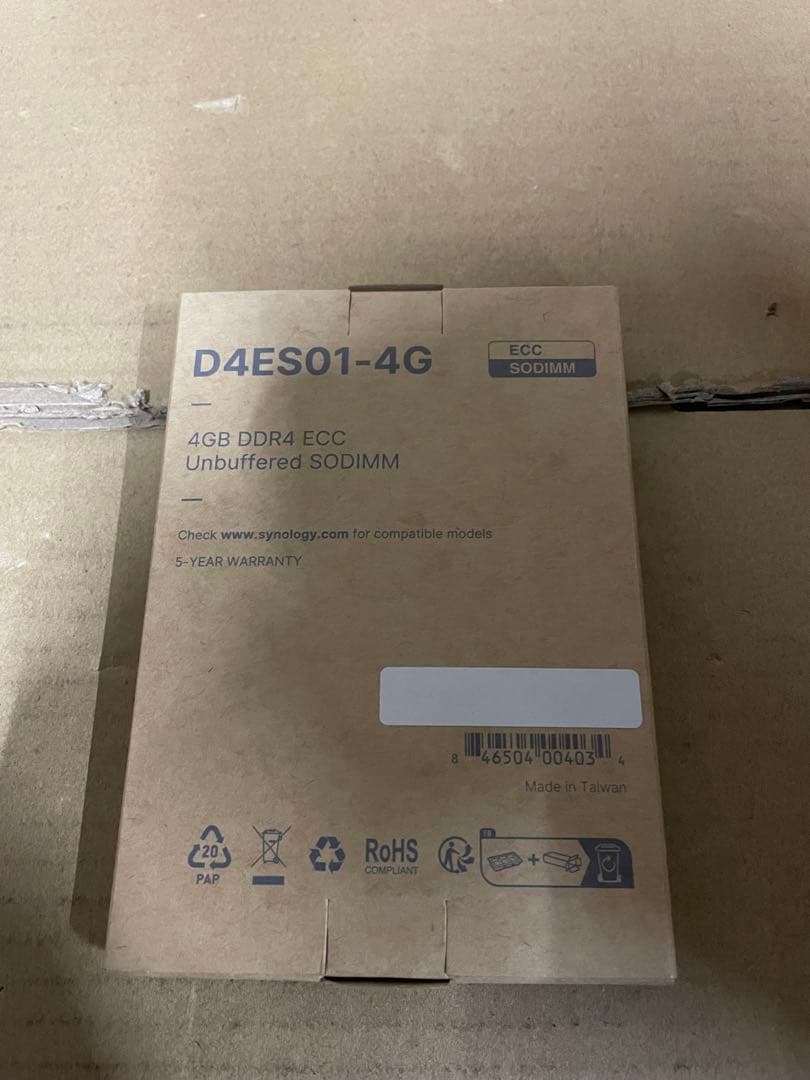 D4ES01-4G
ECC
SODIMM
4GB DDR4 ECC
Unbuffered SODIMM
Check www.synology.com for compatible models
5-YEAR WARRANTY
8 46504 00403 4
Made in Taiwan
20
PAP
RoHS
COMPLIANT
FR